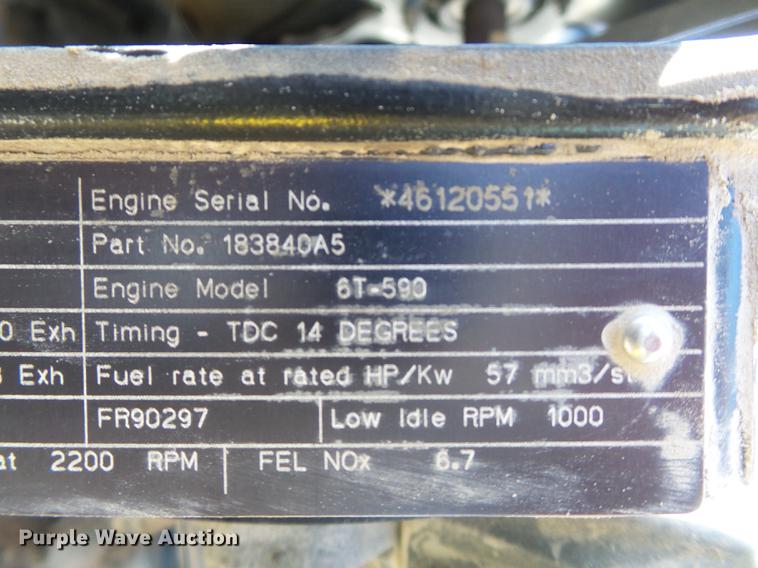 Engine Serial No. *46120551*
Part No. 183840A5
Engine Model 6T-590
0 Exh Timing - TDC 14 DEGREES
Exh Fuel rate at rated HP/Kw 57 mm3/st
FR90297 Low Idle RPM 1000
at 2200 RPM FEL NOx 6.7
Purple Wave Auction